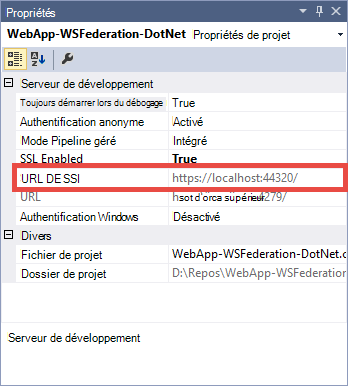 Propriétés
WebApp-WSFederation-DotNet Propriétés de projet
Serveur de développement
Toujours démarrer lors du débogage True
Authentification anonyme Activé
Mode Pipeline géré Intégré
SSL Enabled True
URL DE SSI https://localhost:44320/
URL hsot d'orca supérieur.4279/
Authentification Windows Désactivé
Divers
Fichier de projet WebApp-WSFederation-DotNet.c
Dossier de projet D:\Repos\WebApp-WSFederation
Serveur de développement